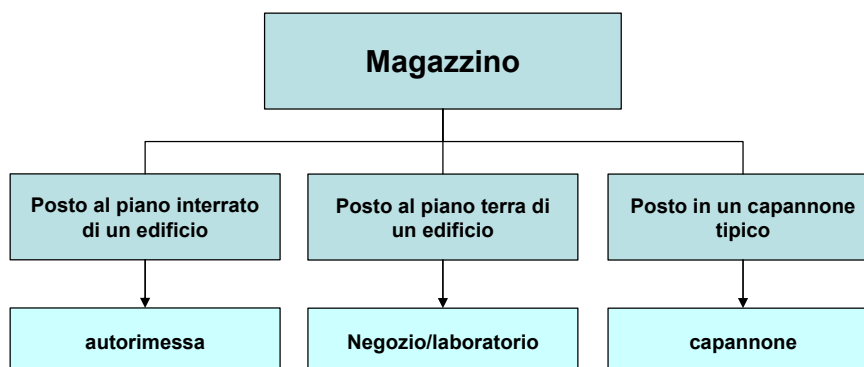 Magazzino
Posto al piano interrato
di un edificio
Posto al piano terra di
un edificio
Posto in un capannone
tipico
autorimessa
Negozio/laboratorio
capannone